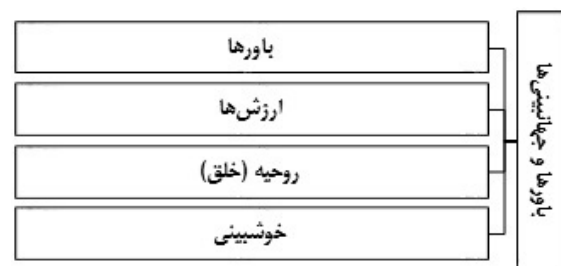 باورها و جهانبینی‌ها
باورها
ارزش‌ها
روحیه (خلق)
خوشبینی